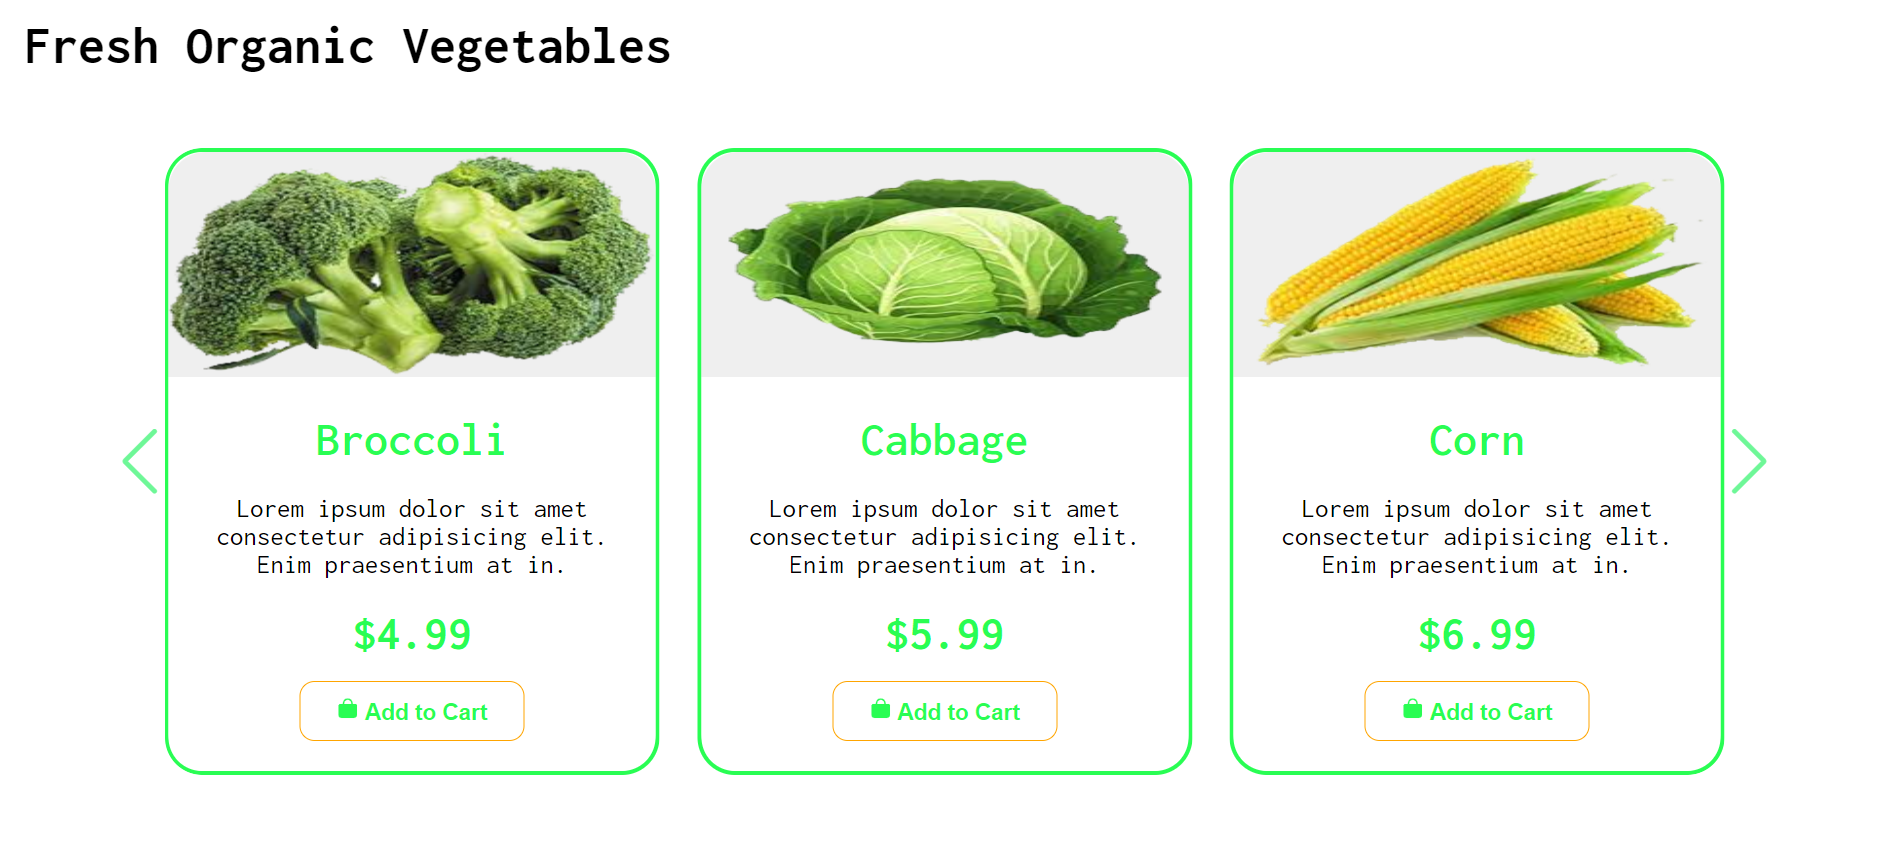 Fresh Organic Vegetables
Broccoli
Lorem ipsum dolor sit amet
consectetur adipisicing elit.
Enim praesentium at in.
$4.99
Add to Cart
Cabbage
Lorem ipsum dolor sit amet
consectetur adipisicing elit.
Enim praesentium at in.
$5.99
Add to Cart
Corn
Lorem ipsum dolor sit amet
consectetur adipisicing elit.
Enim praesentium at in.
$6.99
Add to Cart